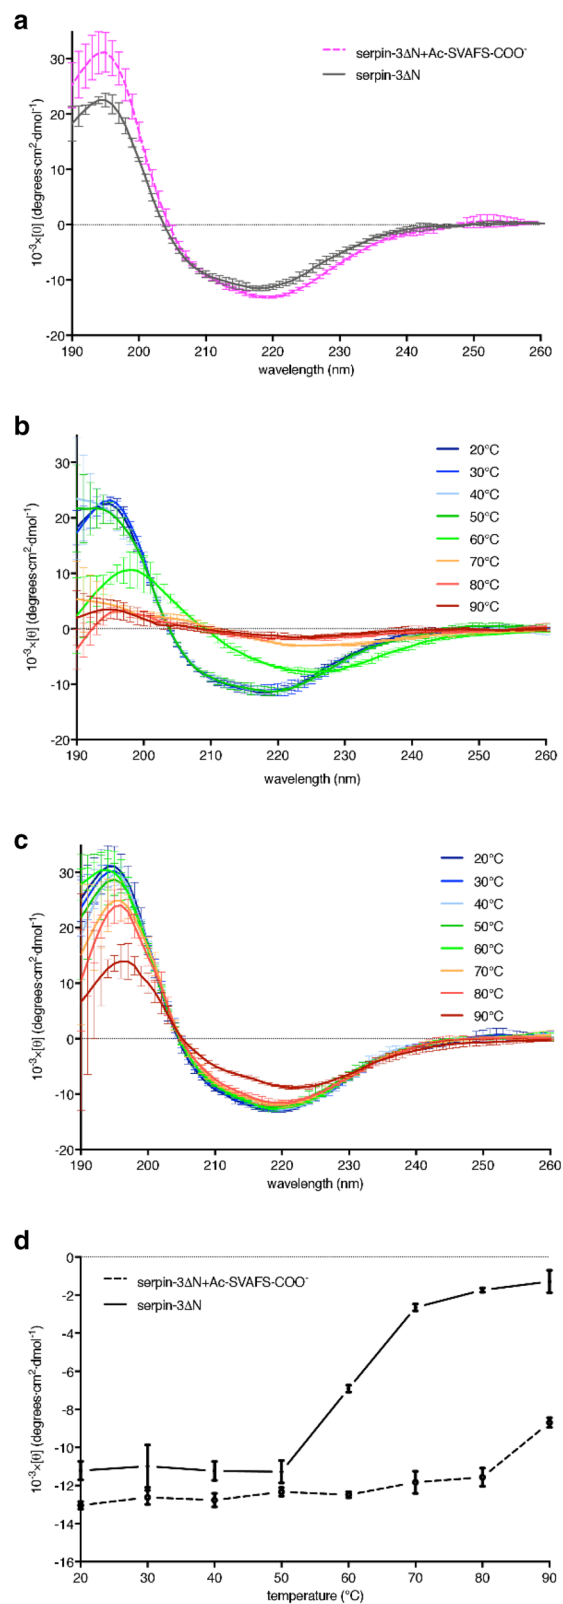 a
serpin-3ΔN+Ac-SVAFS-COO⁻
serpin-3ΔN
30
20
10
0
-10
-20
10⁻³×[θ] (degrees·cm²·dmol⁻¹)
190 200 210 220 230 240 250 260
wavelength (nm)
b
20°C
30°C
40°C
50°C
60°C
70°C
80°C
90°C
30
20
10
0
-10
-20
10⁻³×[θ] (degrees·cm²·dmol⁻¹)
190 200 210 220 230 240 250 260
wavelength (nm)
c
20°C
30°C
40°C
50°C
60°C
70°C
80°C
90°C
30
20
10
0
-10
-20
10⁻³×[θ] (degrees·cm²·dmol⁻¹)
190 200 210 220 230 240 250 260
wavelength (nm)
d
serpin-3ΔN+Ac-SVAFS-COO⁻
serpin-3ΔN
0
-2
-4
-6
-8
-10
-12
-14
-16
10⁻³×[θ] (degrees·cm²·dmol⁻¹)
20 30 40 50 60 70 80 90
temperature (°C)